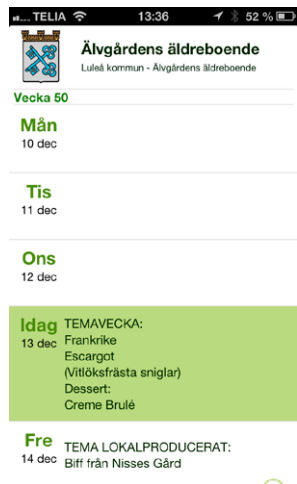 TELIA 13:36 52 %
Älvgårdens äldreboende
Luleå kommun - Älvgårdens äldreboende
Vecka 50
Mån
10 dec
Tis
11 dec
Ons
12 dec
Idag
13 dec
TEMAVECKA:
Frankrike
Escargot
(Vitlöksfrästa sniglar)
Dessert:
Creme Brulé
Fre
14 dec
TEMA LOKALPRODUCERAT:
Biff från Nisses Gård